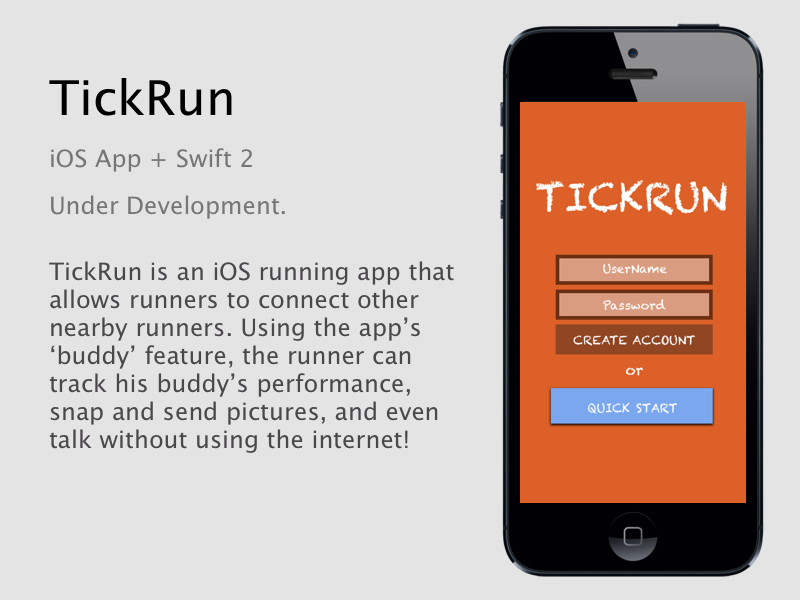 TickRun
iOS App + Swift 2
Under Development.
TickRun is an iOS running app that
allows runners to connect other
nearby runners. Using the app’s
‘buddy’ feature, the runner can
track his buddy’s performance,
snap and send pictures, and even
talk without using the internet!
TICKRUN
UserName
Password
CREATE ACCOUNT
or
QUICK START